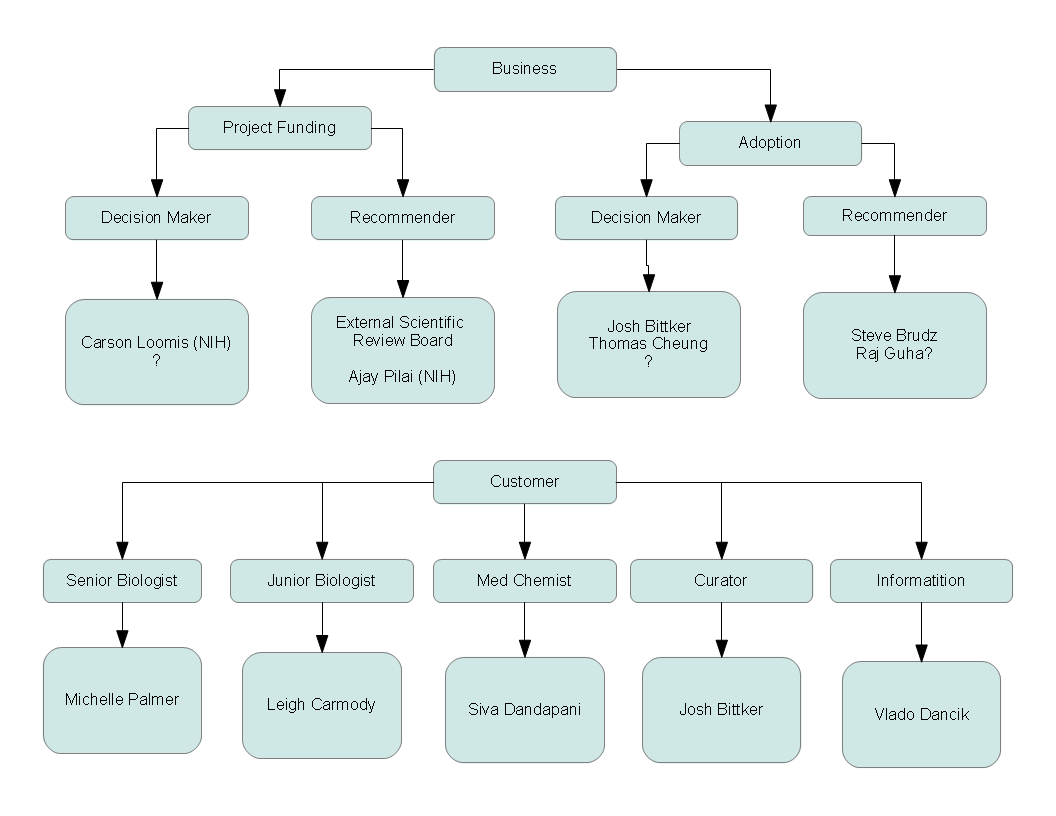 Business
Project Funding
Adoption
Decision Maker
Recommender
Decision Maker
Recommender
Carson Loomis (NIH)
?
External Scientific
Review Board
Ajay Pilai (NIH)
Josh Bittker
Thomas Cheung
?
Steve Brudz
Raj Guha?
Customer
Senior Biologist
Junior Biologist
Med Chemist
Curator
Informatition
Michelle Palmer
Leigh Carmody
Siva Dandapani
Josh Bittker
Vlado Dancik